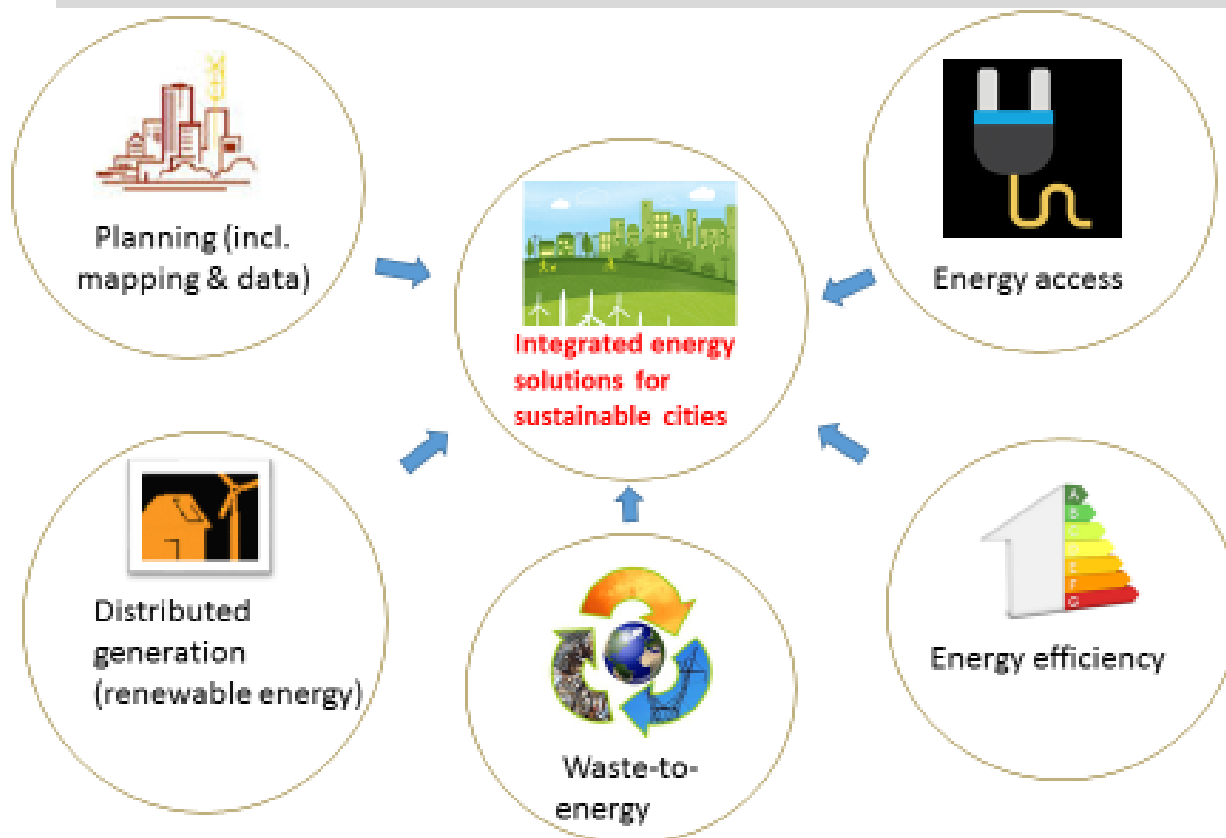 Planning (incl.
mapping & data)
Energy access
Integrated energy
solutions for
sustainable cities
Distributed
generation
(renewable energy)
Waste-to-
energy
A
B
C
D
E
F
G
Energy efficiency